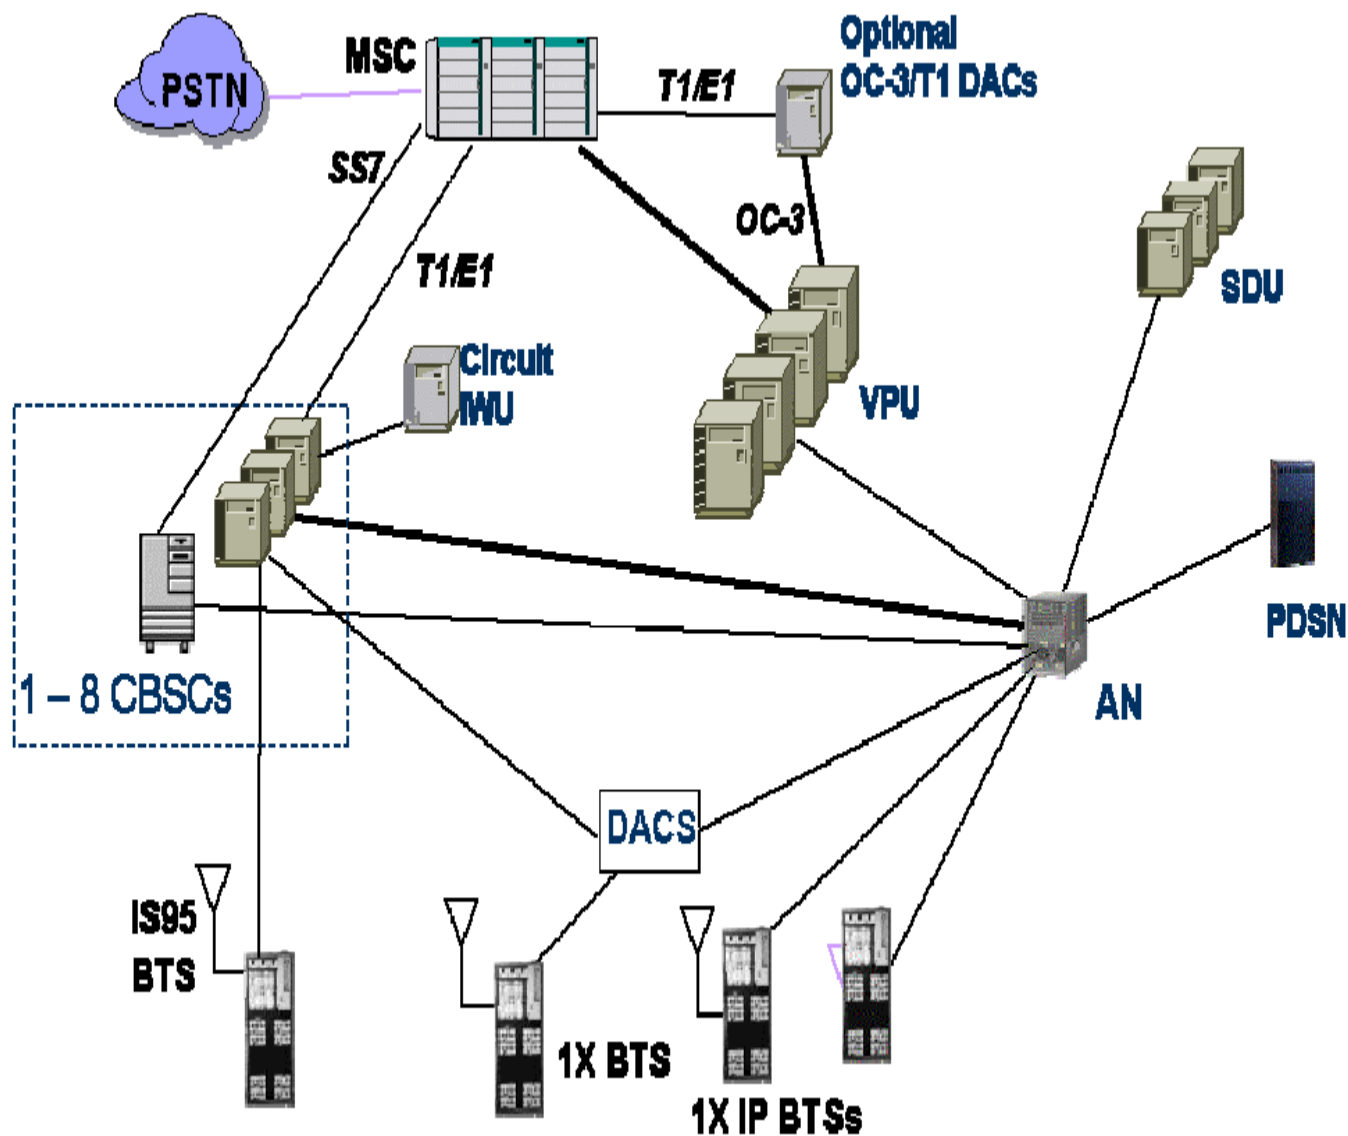 Optional
OC-3/T1 DACs
MSC
PSTN
T1/E1
SS7
OC-3
T1/E1
SDU
Circuit
IWU
VPU
PDSN
1 – 8 CBSCs
AN
DACS
IS95
BTS
1X BTS
1X IP BTSs